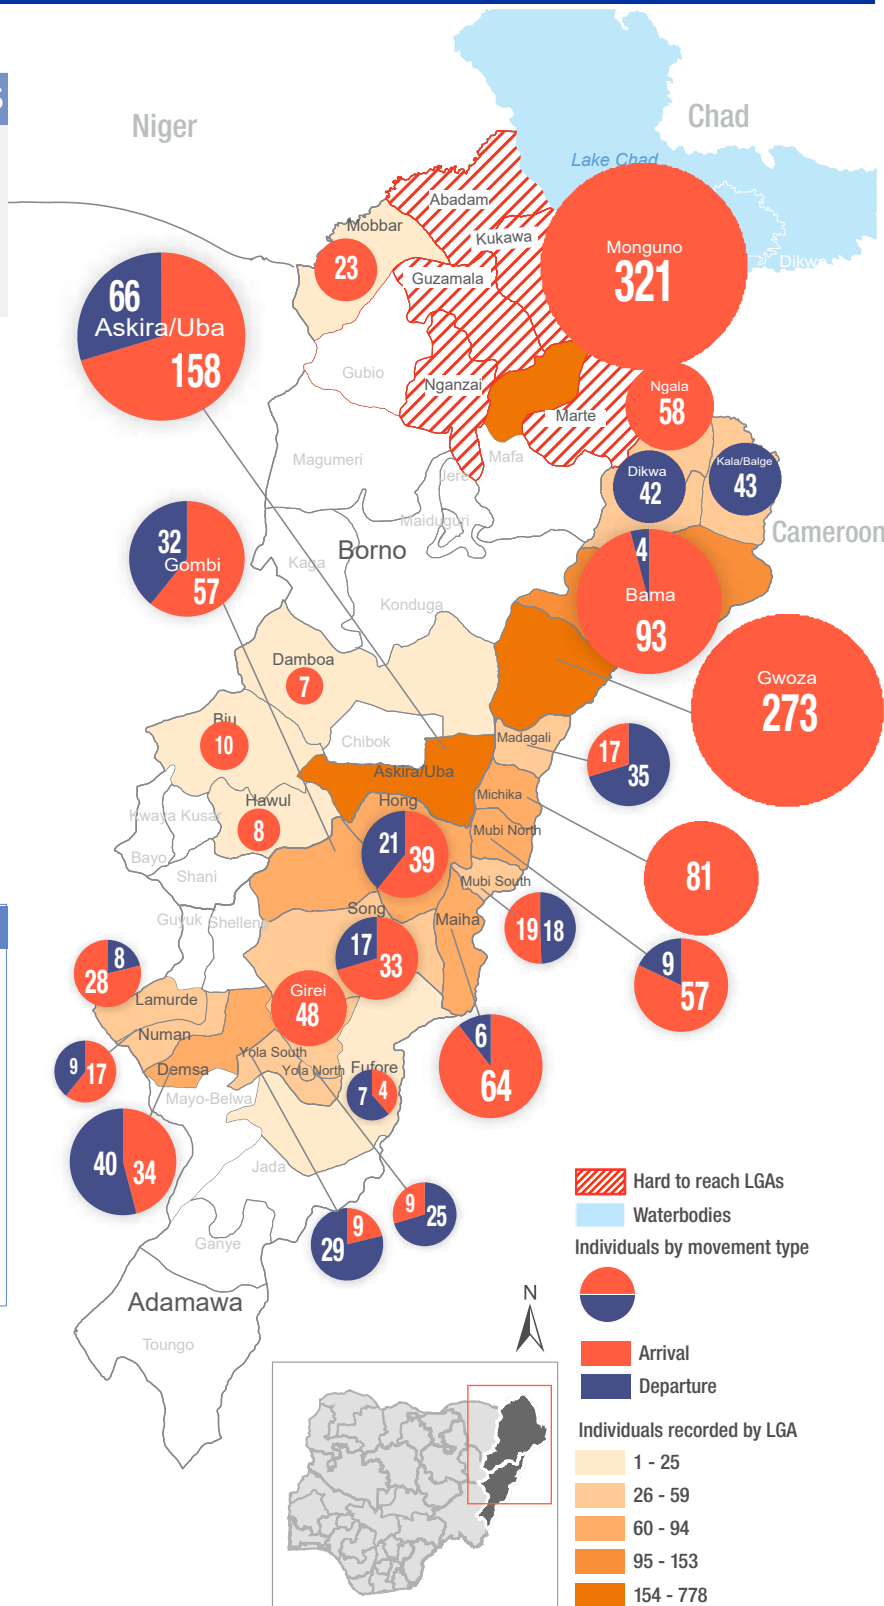 S
Niger
Chad
Lake Chad
Abadam
Mobbar
23
Kukawa
Monguno
321
Dikwa
Guzamala
66
Askira/Uba
158
Gubio
Nganzai
Ngala
58
Marte
Magumeri
Mafa
Jere
Dikwa
42
Kala/Balge
43
Maiduguri
Cameroon
Borno
32
Gombi
57
Kaga
4
Bama
93
Konduga
Damboa
7
Gwoza
273
Biu
10
Chibok
Madagali
17
35
Askira/Uba
Michika
Hawul
8
Hong
21
39
Kwaya Kusar
Mubi North
Bayo
81
Shani
Mubi South
Song
Guyuk
Shelleng
Maiha
19
18
17
33
8
28
9
57
Girei
48
Lamurde
Numan
6
64
Yola South
Yola North
Fufore
7
4
9
17
Demsa
Mayo-Belwa
40
34
Jada
9
25
9
29
Ganye
Adamawa
Toungo
Hard to reach LGAs
Waterbodies
Individuals by movement type
N
Arrival
Departure
Individuals recorded by LGA
1 - 25
26 - 59
60 - 94
95 - 153
154 - 778